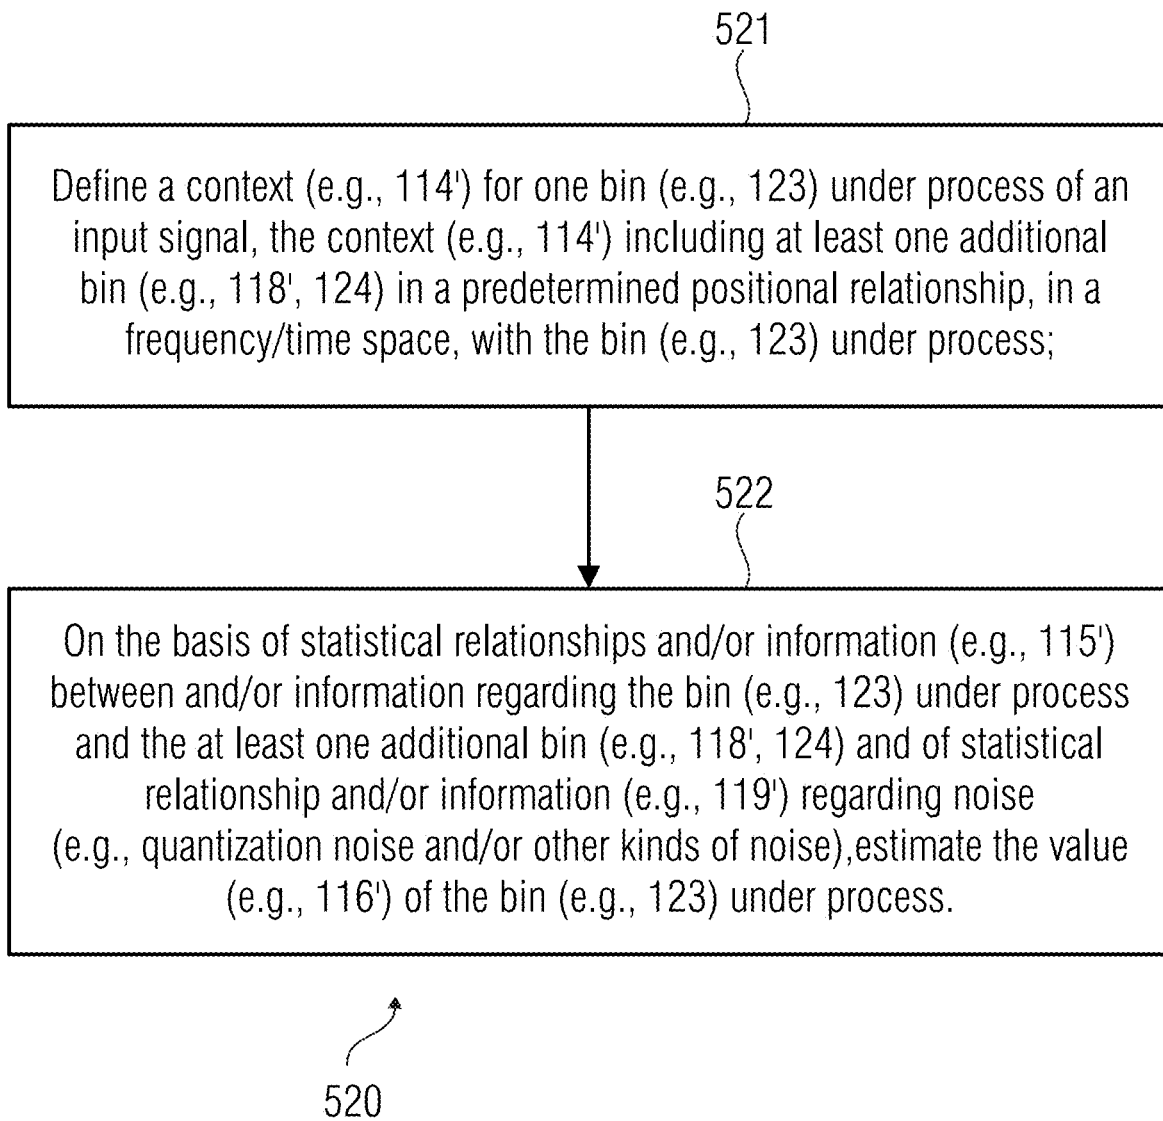 521
Define a context (e.g., 114') for one bin (e.g., 123) under process of an
input signal, the context (e.g., 114') including at least one additional
bin (e.g., 118', 124) in a predetermined positional relationship, in a
frequency/time space, with the bin (e.g., 123) under process;
522
On the basis of statistical relationships and/or information (e.g., 115')
between and/or information regarding the bin (e.g., 123) under process
and the at least one additional bin (e.g., 118', 124) and of statistical
relationship and/or information (e.g., 119') regarding noise
(e.g., quantization noise and/or other kinds of noise),estimate the value
(e.g., 116') of the bin (e.g., 123) under process.
520